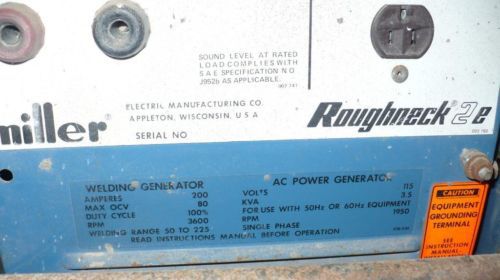 SOUND LEVEL AT RATED
LOAD COMPLIES WITH
S A E SPECIFICATION NO
J952b AS APPLICABLE.
miller
ELECTRIC MANUFACTURING CO.
APPLETON, WISCONSIN, U S A
SERIAL NO
Roughneck 2e
WELDING GENERATOR
AMPERES 200
MAX OCV 80
DUTY CYCLE 100%
RPM 3600
WELDING RANGE 50 TO 225
AC POWER GENERATOR
VOLTS 115
KVA 3.5
FOR USE WITH 50Hz OR 60Hz EQUIPMENT
RPM 1950
SINGLE PHASE
READ INSTRUCTIONS MANUAL BEFORE OPERATION
CAUTION
EQUIPMENT
GROUNDING
TERMINAL
SEE
INSTRUCTION
MANUAL